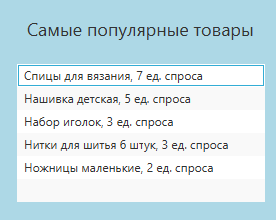 Самые популярные товары
Спицы для вязания, 7 ед. спроса
Нашивка детская, 5 ед. спроса
Набор иголок, 3 ед. спроса
Нитки для шитья 6 штук, 3 ед. спроса
Ножницы маленькие, 2 ед. спроса